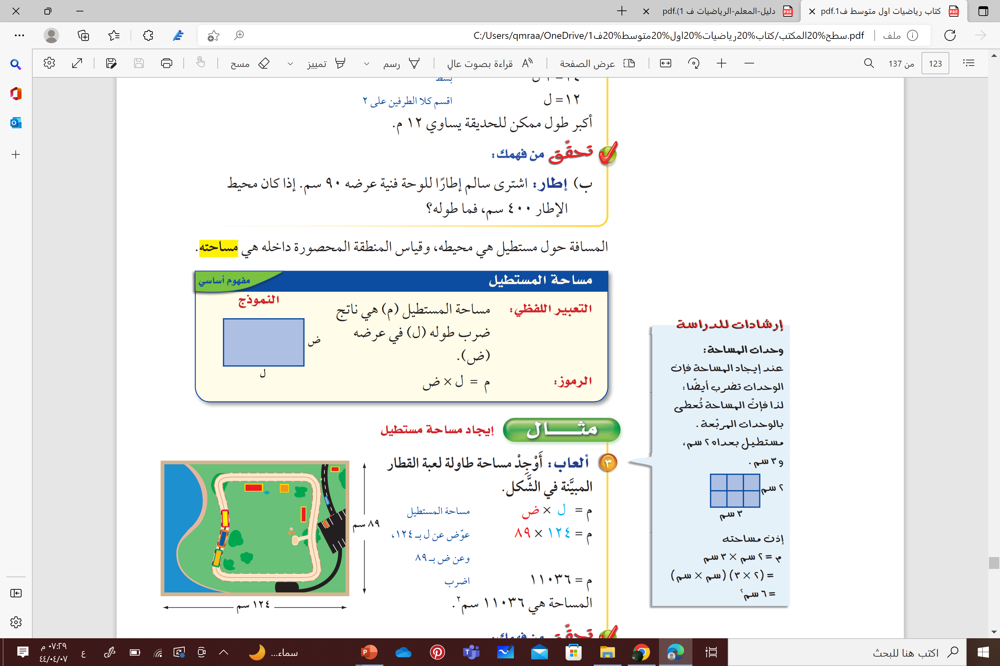 كتاب رياضيات اول متوسط ف1.pdf
دليل-المعلم-الرياضيات ف 1).pdf
ملف
C:/Users/qmraa/OneDrive/سطح%20المكتب/كتاب%20رياضيات%20اول%20متوسط%20ف1.pdf
123
من 137
عرض الصفحة
قراءة بصوت عالٍ
رسم
تمييز
مسح
بسّط
١٢ = ل
اقسم كلا الطرفين على ٢
أكبر طول ممكن للحديقة يساوي ١٢ م.
تحقَّق من فهمك:
ب) إطار: اشترى سالم إطارًا للوحة فنية عرضه ٩٠ سم. إذا كان محيط
الإطار ٤٠٠ سم، فما طوله؟
المسافة حول مستطيل هي محيطه، وقياس المنطقة المحصورة داخله هي مساحته.
مساحة المستطيل
مفهوم أساسي
التعبير اللفظي:
مساحة المستطيل (م) هي ناتج
ضرب طوله (ل) في عرضه
(ض).
النموذج
ض
ل
الرموز:
م = ل × ض
إرشادات للدراسة
وحدات المساحة:
عند إيجاد المساحة فإن
الوحدات تضرب أيضًا؛
لذا فإنّ المساحة تُعطى
بالوحدات المربّعة.
مستطيل بعداه ٢ سم،
و ٣ سم.
٢ سم
٣ سم
إذن مساحته
م = ٢ سم × ٣ سم
= (٢ × ٣) (سم × سم)
= ٦ سم٢
مثـــال
إيجاد مساحة مستطيل
٣
ألعاب: أَوْجِدْ مساحة طاولة لعبة القطار
المبيَّنة في الشَّكل.
م = ل × ض
مساحة المستطيل
م = ١٢٤ × ٨٩
عوّض عن ل بـ ١٢٤،
وعن ض بـ ٨٩
م = ١١٠٣٦
اضرب
المساحة هي ١١٠٣٦ سم٢.
٨٩ سم
١٢٤ سم
تحقَّق من فهمك:
اكتب هنا للبحث
سماء...
ع
٠٧:٢٩ م
٤٤/٠٤/٠٧